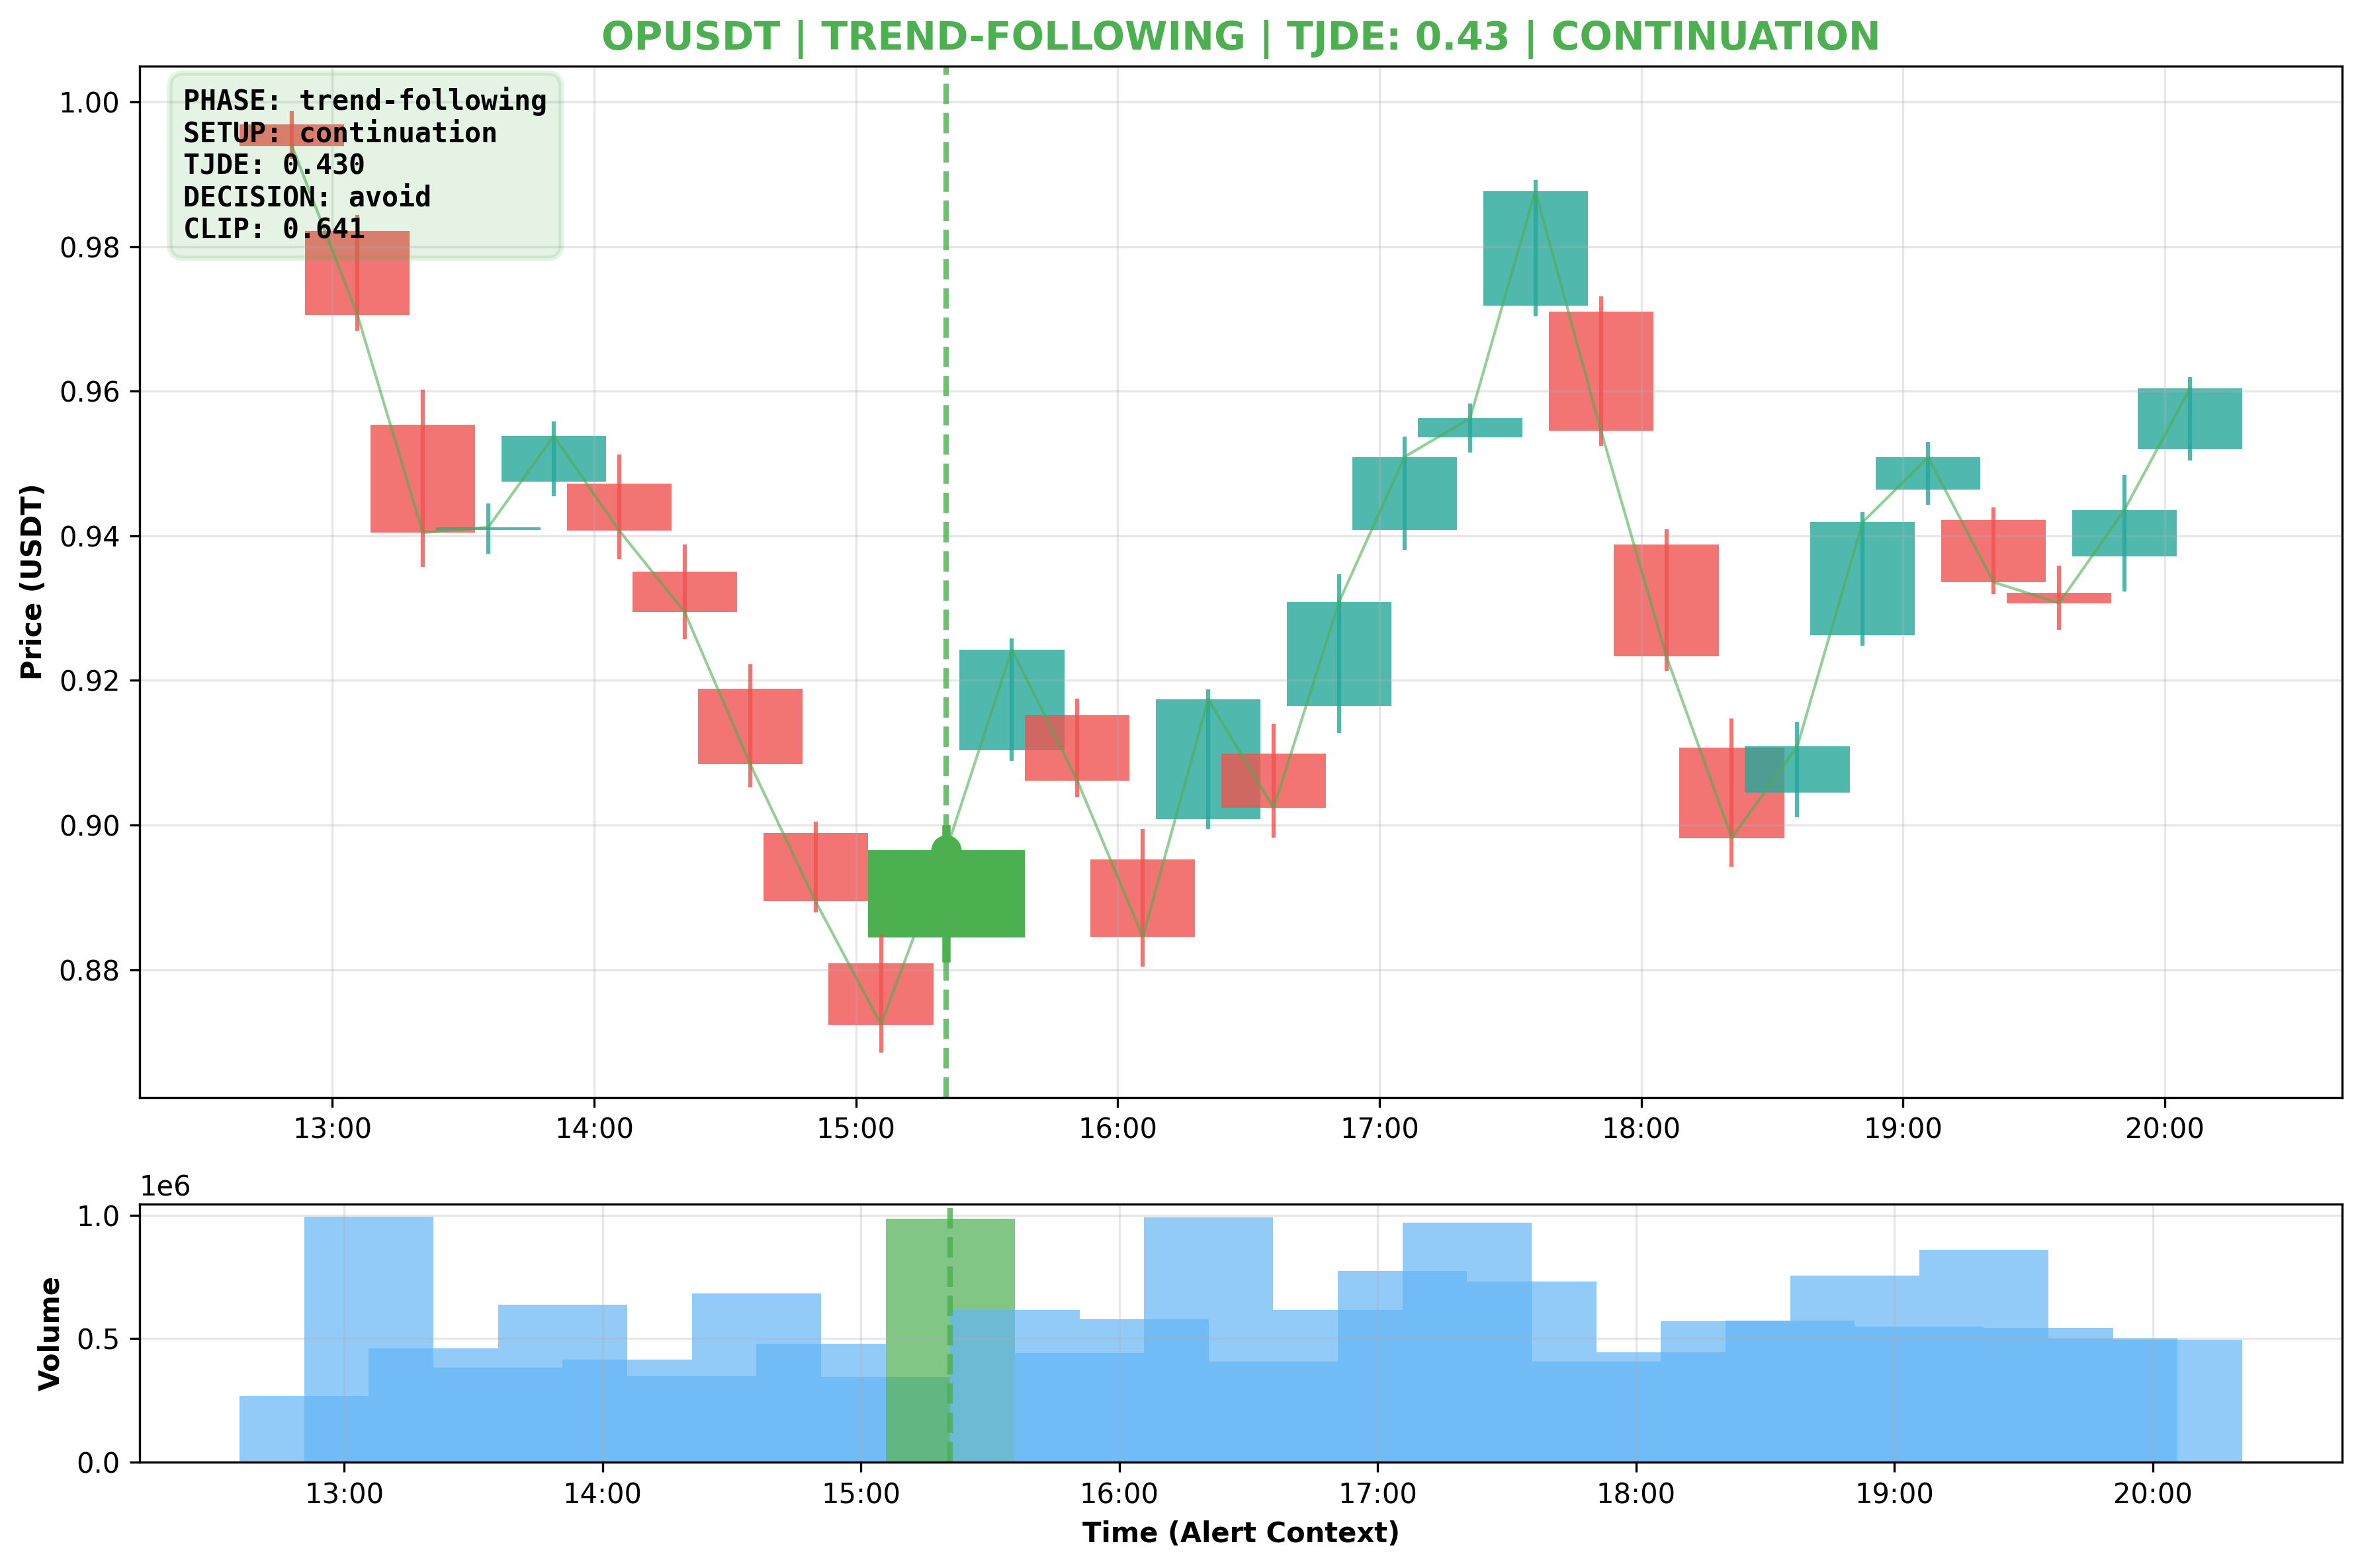 OPUSDT | TREND-FOLLOWING | TJDE: 0.43 | CONTINUATION
PHASE: trend-following
SETUP: continuation
TJDE: 0.430
DECISION: avoid
CLIP: 0.641
Price (USDT)
1.00
0.98
0.96
0.94
0.92
0.90
0.88
13:00 14:00 15:00 16:00 17:00 18:00 19:00 20:00
1e6
Volume
1.0
0.5
0.0
13:00 14:00 15:00 16:00 17:00 18:00 19:00 20:00
Time (Alert Context)